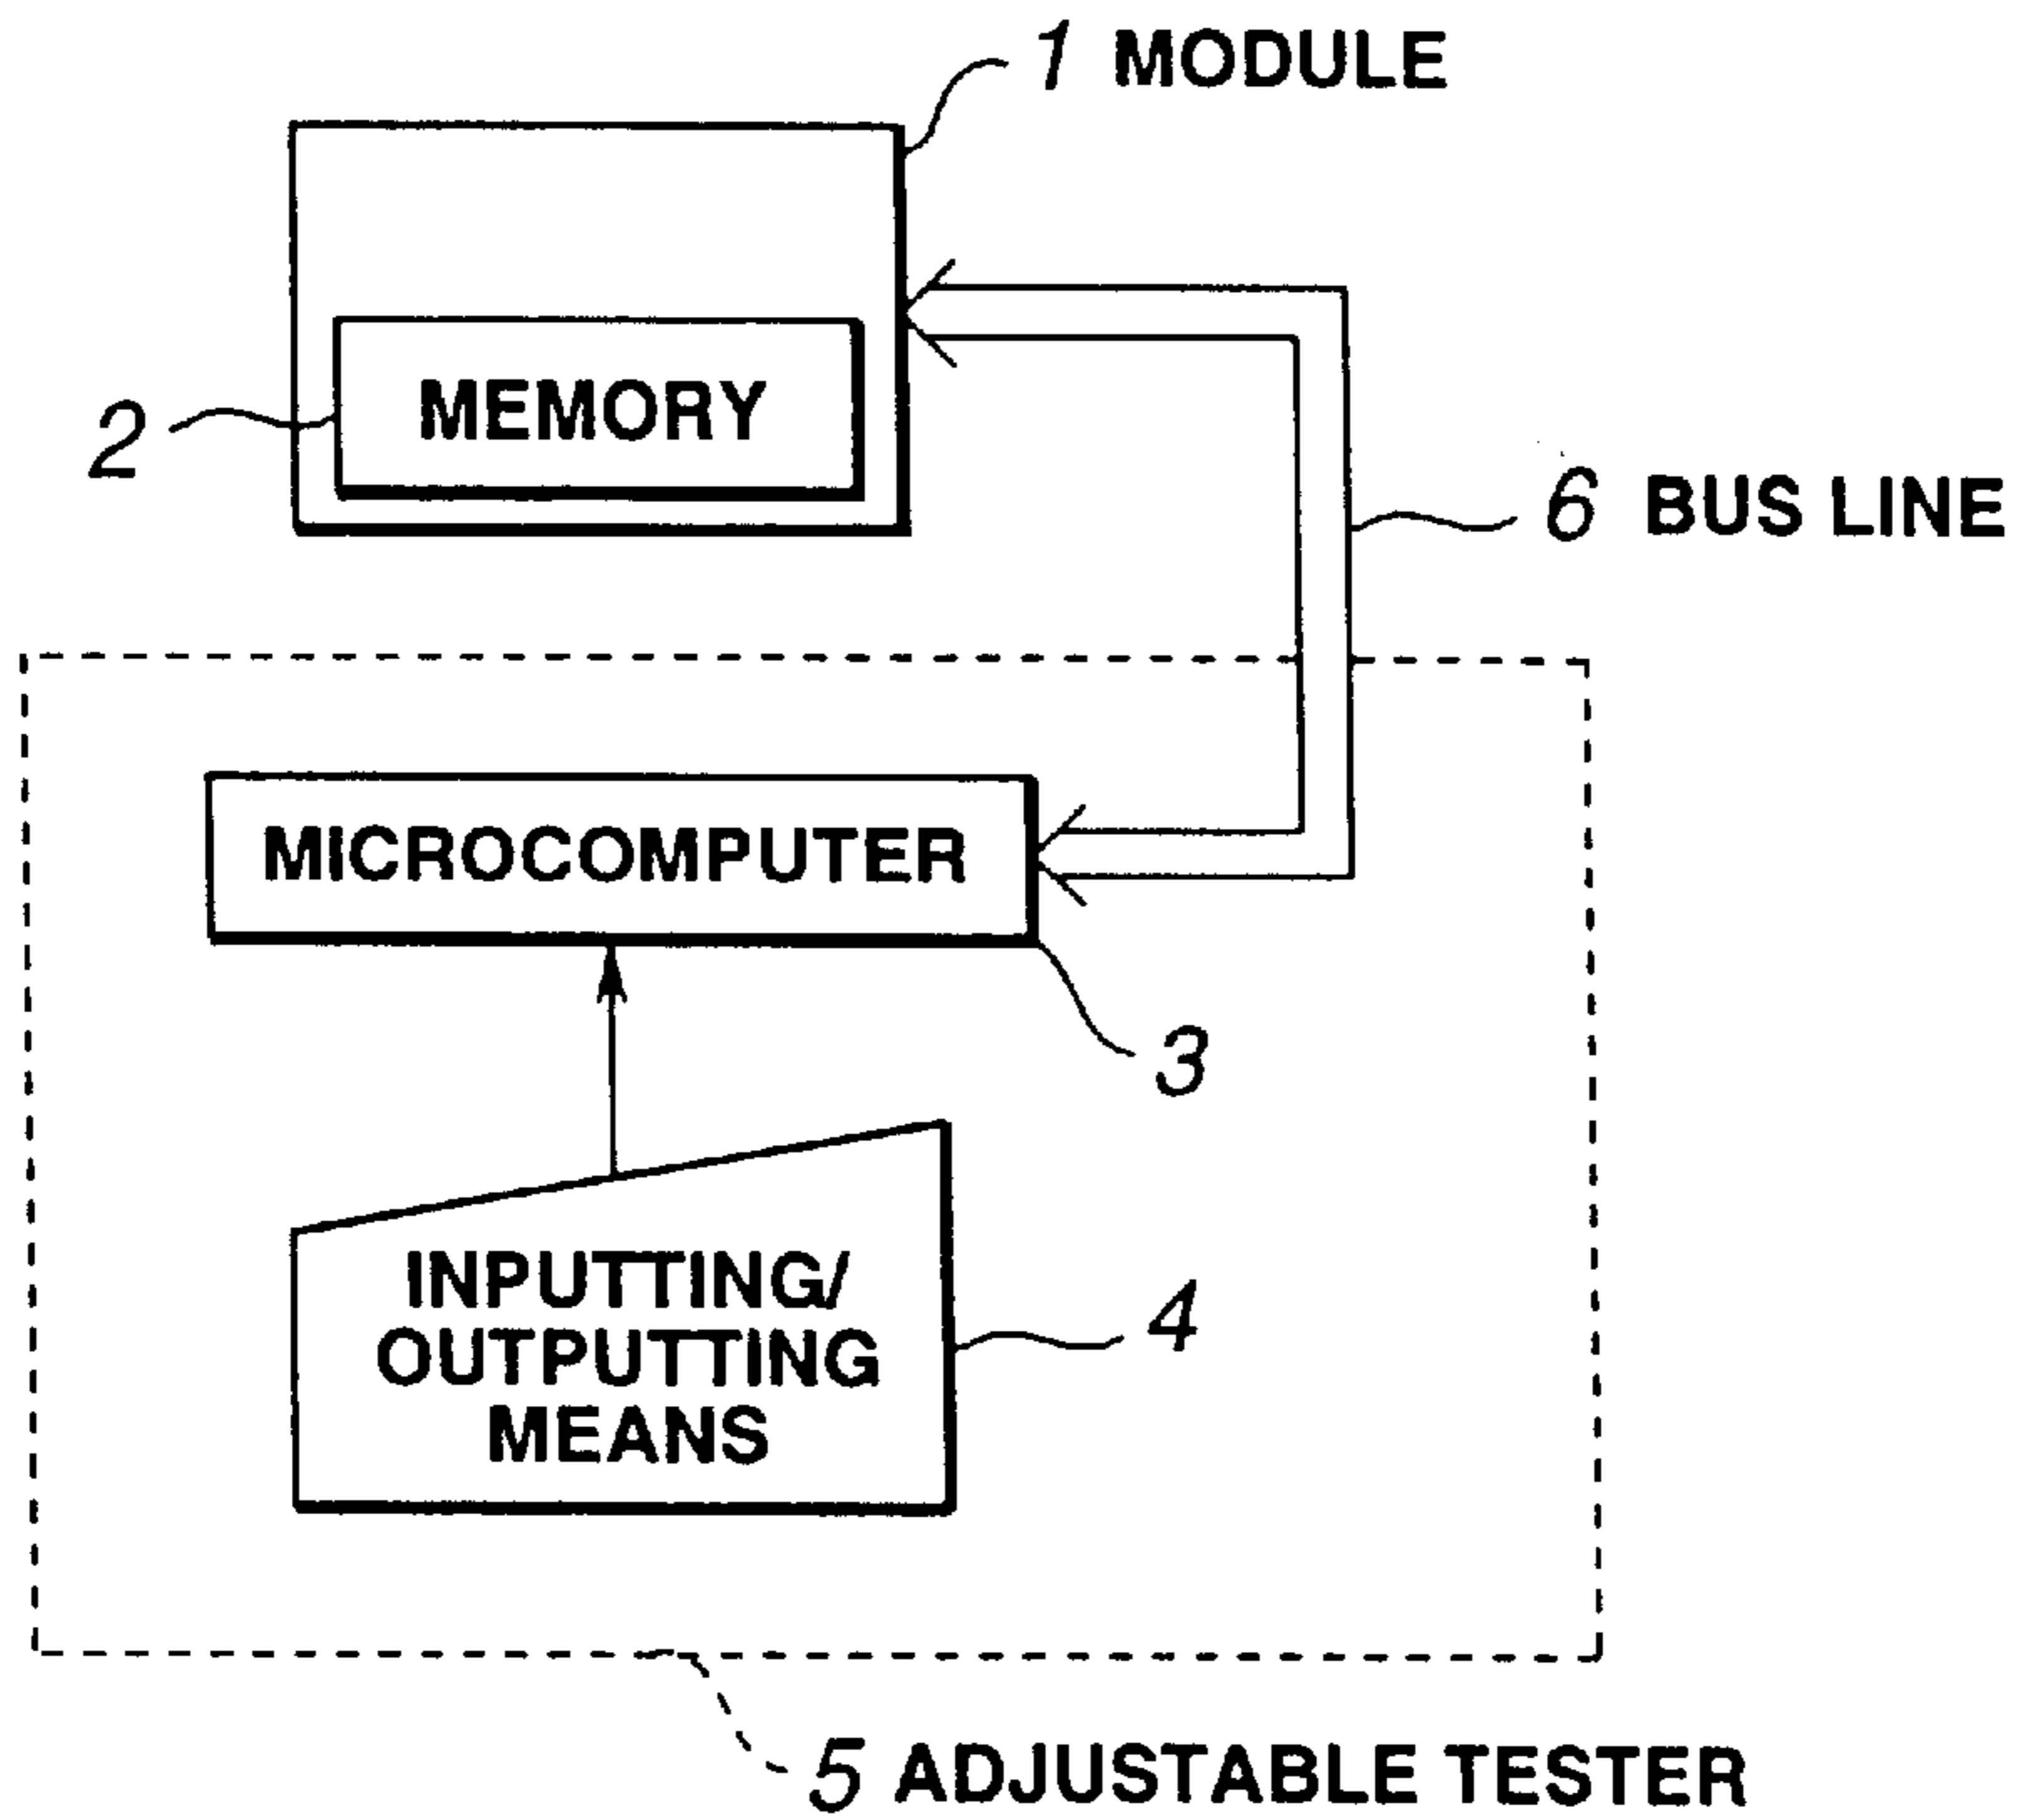 1 MODULE
MEMORY
2
6 BUS LINE
MICROCOMPUTER
3
INPUTTING/
OUTPUTTING
MEANS
4
5 ADJUSTABLE TESTER